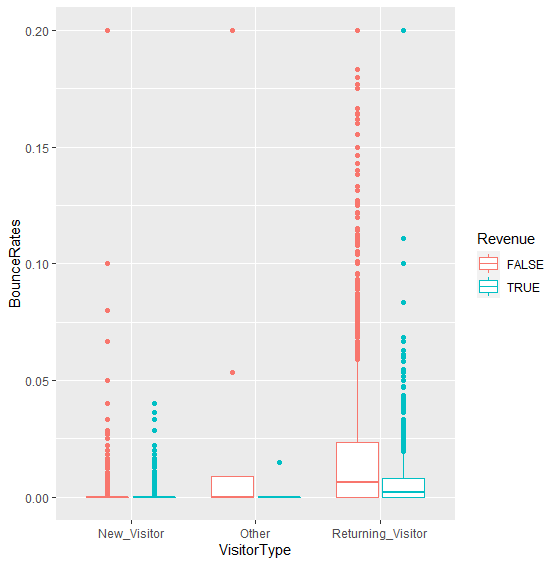 0.20
0.15
0.10
0.05
0.00
BounceRates
New_Visitor
Other
Returning_Visitor
VisitorType
Revenue
FALSE
TRUE